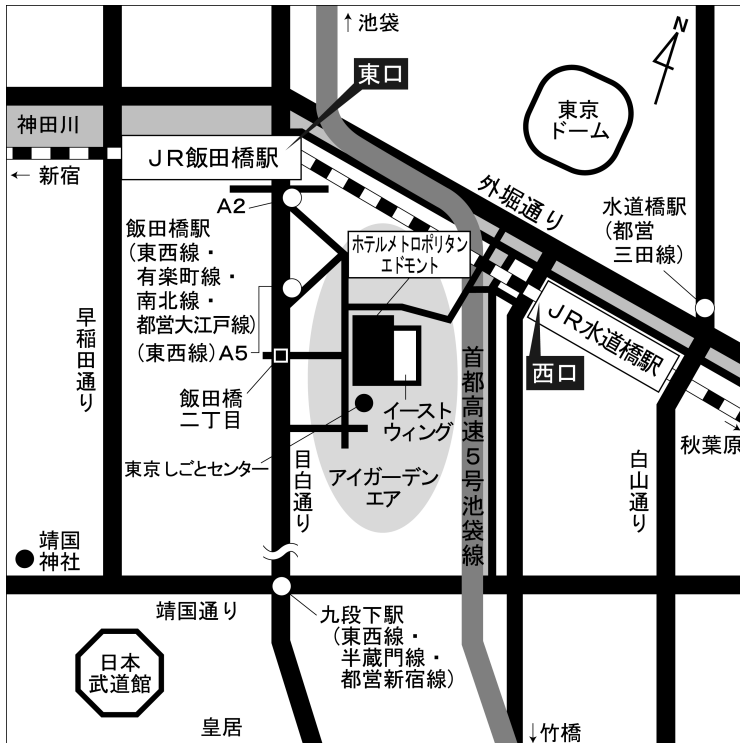 ↑池袋
N
東口
神田川
東京
ドーム
JR飯田橋駅
←新宿
外堀通り
A2
水道橋駅
(都営
三田線)
飯田橋駅
(東西線・
有楽町線・
南北線・
都営大江戸線)
(東西線)A5
ホテルメトロポリタン
エドモント
早稲田通り
JR水道橋駅
西口
首都高速5号池袋線
飯田橋
二丁目
イースト
ウィング
東京しごとセンター
アイガーデン
エア
目白通り
白山通り
→
秋葉原
靖国
神社
靖国通り
九段下駅
(東西線・
半蔵門線・
都営新宿線)
日本
武道館
皇居
↓竹橋